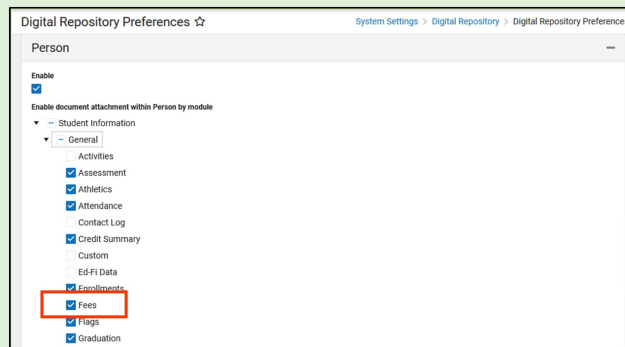 Digital Repository Preferences
System Settings > Digital Repository > Digital Repository Preference
Person
Enable
Enable document attachment within Person by module
Student Information
General
Activities
Assessment
Athletics
Attendance
Contact Log
Credit Summary
Custom
Ed-Fi Data
Enrollments
Fees
Flags
Graduation